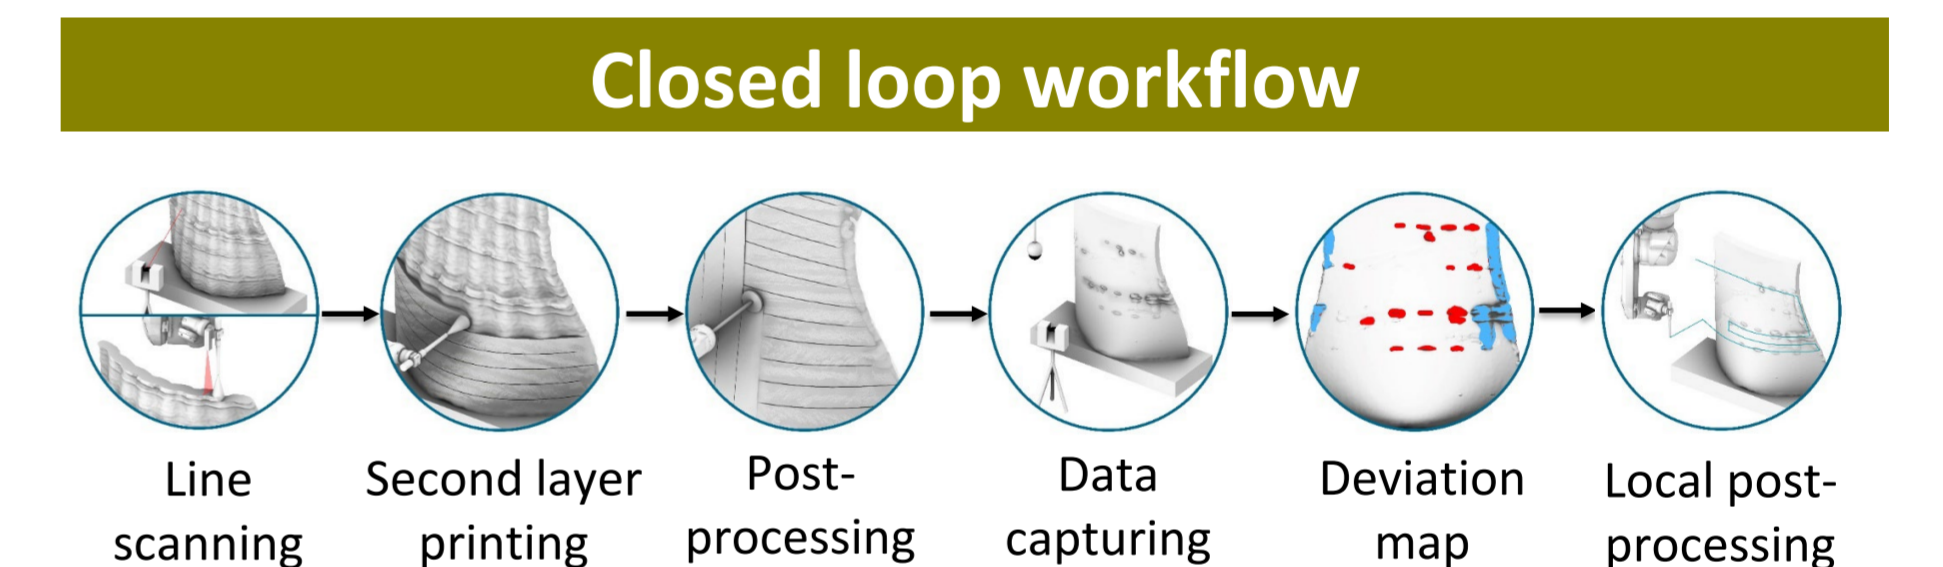 Closed loop workflow
Line
scanning
Second layer
printing
Post-
processing
Data
capturing
Deviation
map
Local post-
processing